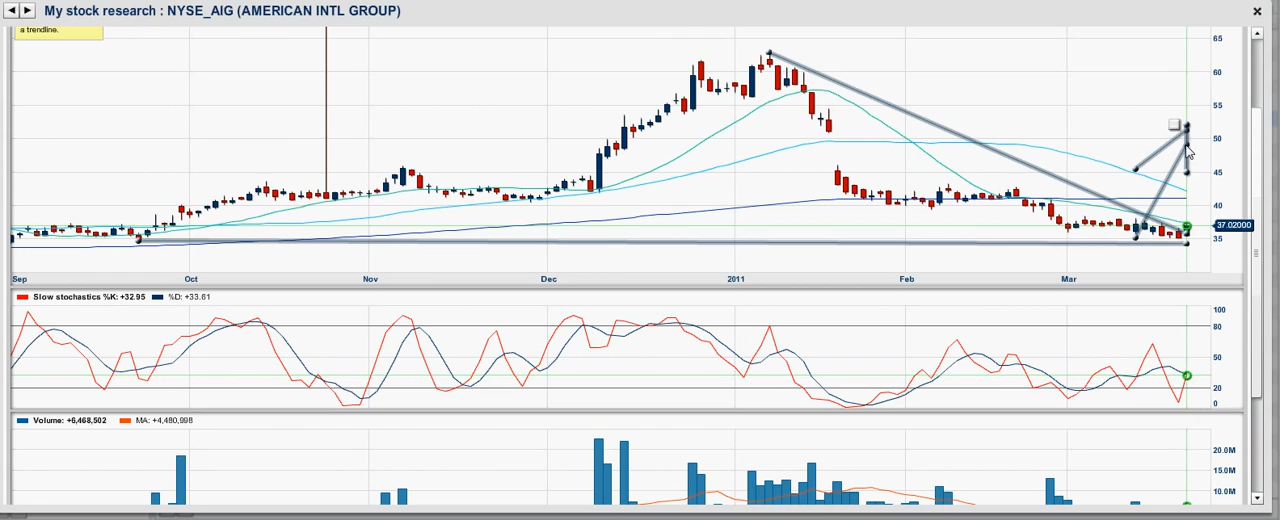 My stock research : NYSE_AIG (AMERICAN INTL GROUP)
a trendline.
65
60
55
50
45
40
37.02000
35
Sep Oct Nov Dec 2011 Feb Mar
Slow stochastics %K: +32.95 %D: +33.61
100
80
50
20
0
Volume: +6,468,502 MA: +4,480,998
20.0M
15.0M
10.0M